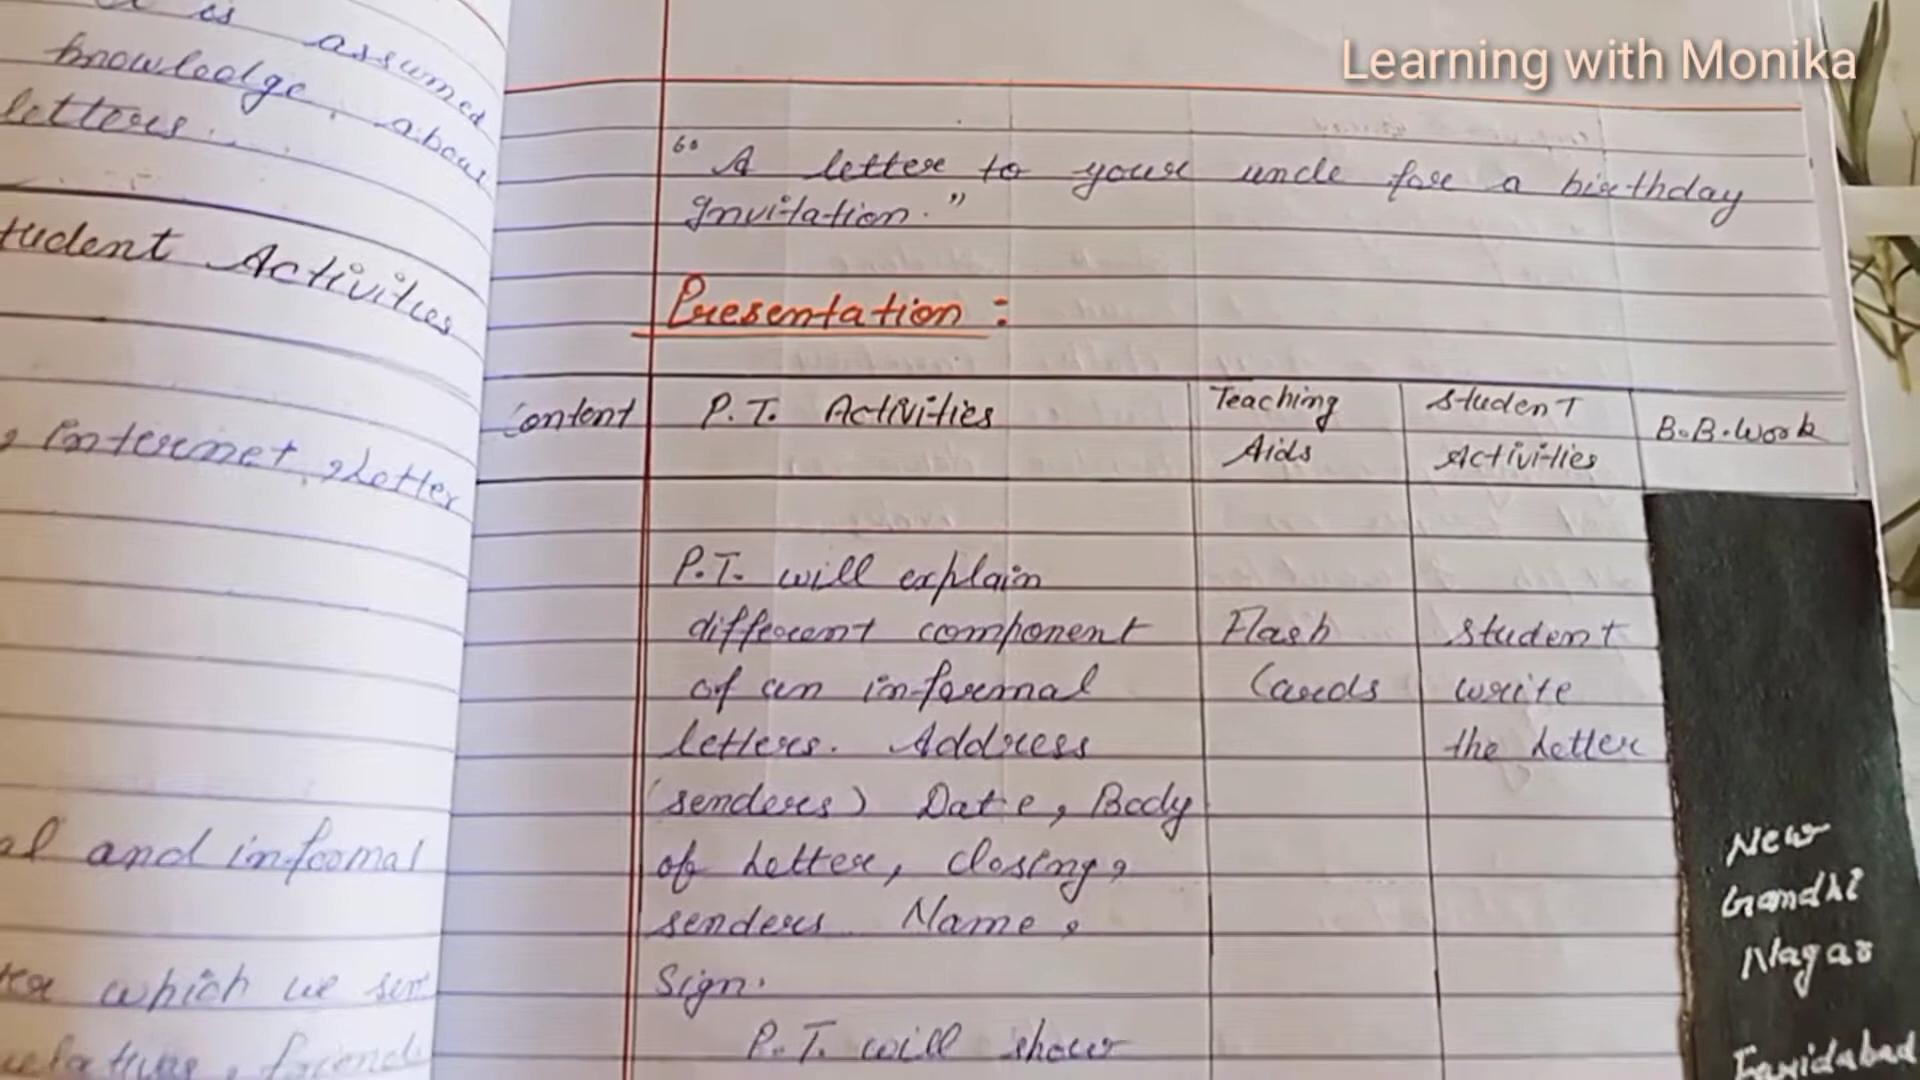 Learning with Monika
is assumed
knowledge about
letters.
Student Activities
, internet, Letter
and informal
which we
" A letter to your uncle for a birthday
Invitation."
Presentation :
Content P.T. Activities Teaching Aids Student Activities B.B. Work
P.T. will explain
different component
of an informal
letters. Address
(senders) Date, Body
of Letter, closing,
senders Name,
Sign.
P.T. will show
Flash
Cards
Student
write
the Letter
New
Gandhi
Nagar
Faridabad